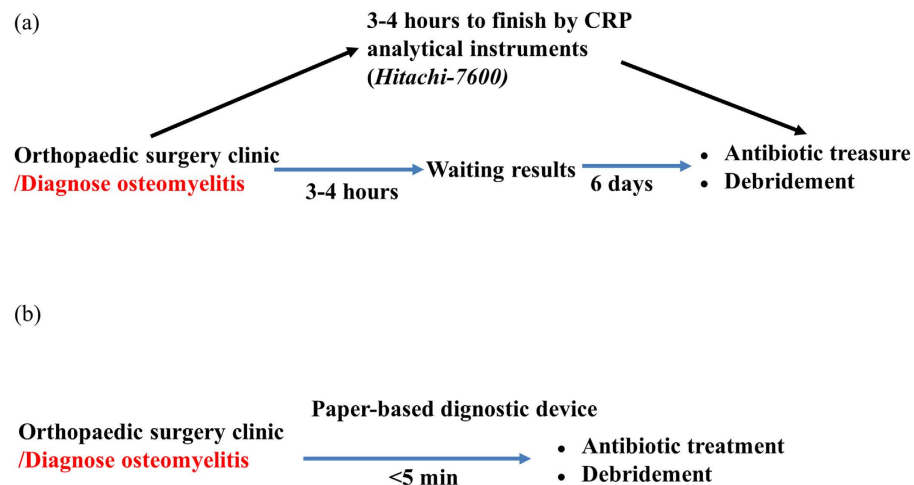 (a)
3-4 hours to finish by CRP
analytical instruments
(Hitachi-7600)
Orthopaedic surgery clinic
/Diagnose osteomyelitis
3-4 hours
Waiting results
6 days
• Antibiotic treasure
• Debridement
(b)
Paper-based dignostic device
Orthopaedic surgery clinic
/Diagnose osteomyelitis
<5 min
• Antibiotic treatment
• Debridement